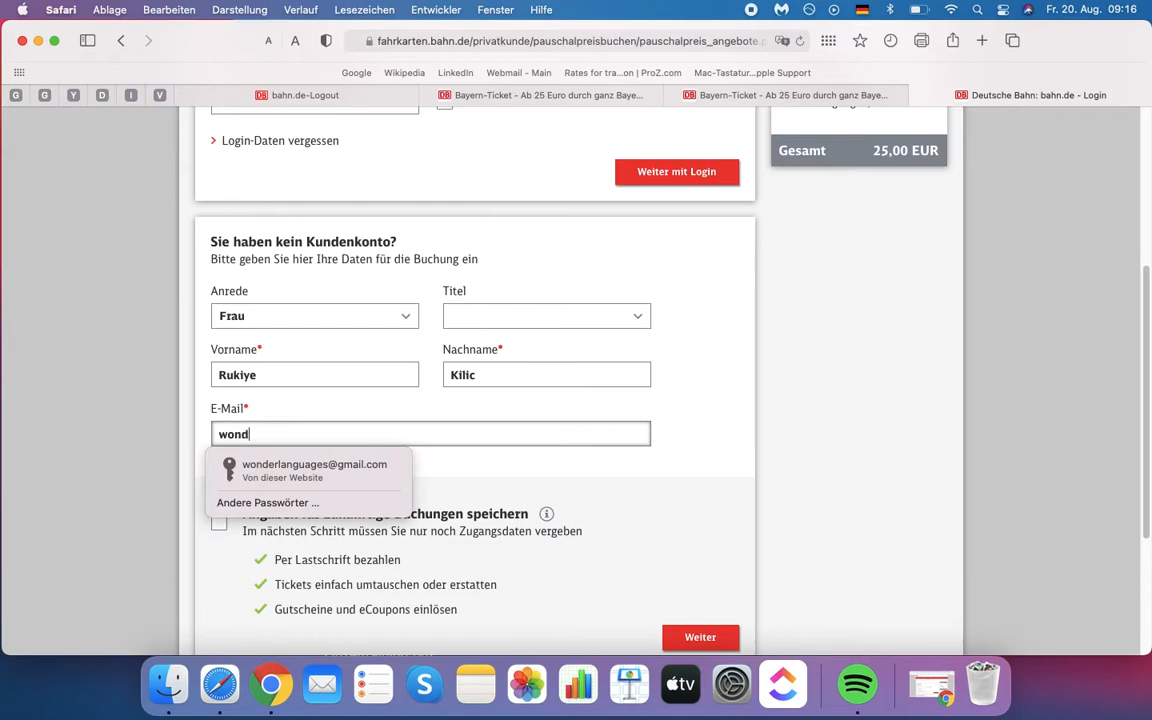 Safari Ablage Bearbeiten Darstellung Verlauf Lesezeichen Entwickler Fenster Hilfe Fr. 20. Aug. 09:16
A A fahrkarten.bahn.de/privatkunde/pauschalpreisbuchen/pauschalpreis_angebote.p
Google Wikipedia LinkedIn Webmail - Main Rates for tra...on | ProZ.com Mac-Tastatur...pple Support
G G Y D I V DB bahn.de-Logout DB Bayern-Ticket - Ab 25 Euro durch ganz Baye... DB Bayern-Ticket - Ab 25 Euro durch ganz Baye... DB Deutsche Bahn: bahn.de - Login
Login-Daten vergessen
Gesamt 25,00 EUR
Weiter mit Login
Sie haben kein Kundenkonto?
Bitte geben Sie hier Ihre Daten für die Buchung ein
Anrede Titel
Frau
Vorname* Nachname*
Rukiye Kilic
E-Mail*
wond
wonderlanguages@gmail.com
Von dieser Website
Andere Passwörter ...
Buchungen speichern
Im nächsten Schritt müssen Sie nur noch Zugangsdaten vergeben
Per Lastschrift bezahlen
Tickets einfach umtauschen oder erstatten
Gutscheine und eCoupons einlösen
Weiter
S tv